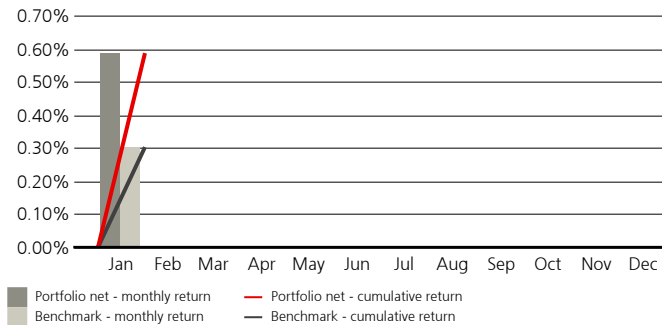 0.70%
0.60%
0.50%
0.40%
0.30%
0.20%
0.10%
0.00%
Jan Feb Mar Apr May Jun Jul Aug Sep Oct Nov Dec
Portfolio net - monthly return Portfolio net - cumulative return
Benchmark - monthly return Benchmark - cumulative return